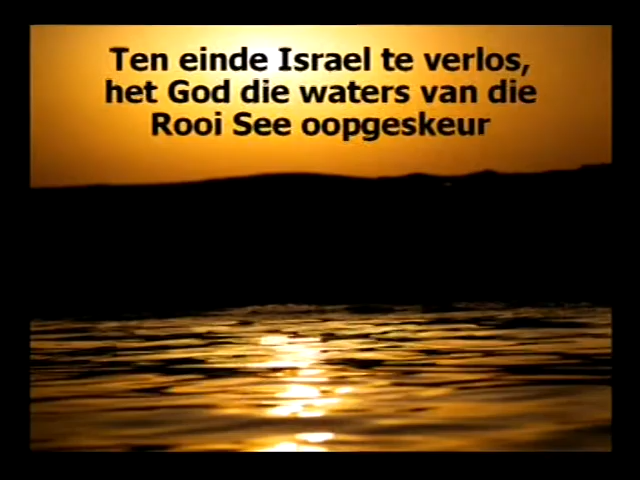 Ten einde Israel te verlos,
het God die waters van die
Rooi See oopgeskeur